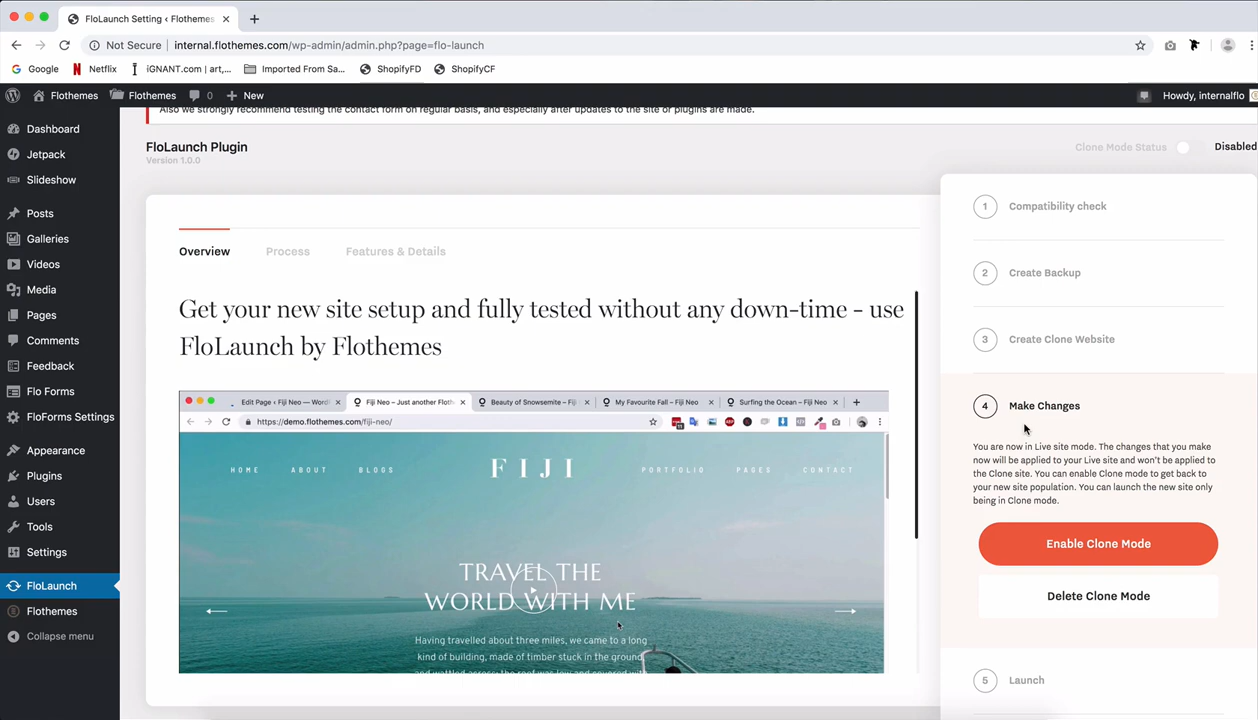 FloLaunch Setting ‹ Flothemes
Not Secure internal.flothemes.com/wp-admin/admin.php?page=flo-launch
Google Netflix iGNANT.com | art,... Imported From Sa... ShopifyFD ShopifyCF
Flothemes Flothemes 0 New Howdy, internalflo
Also we strongly recommend testing the contact form on regular basis, and especially after updates to the site or plugins are made.
Dashboard
Jetpack
Slideshow
Posts
Galleries
Videos
Media
Pages
Comments
Feedback
Flo Forms
FloForms Settings
Appearance
Plugins
Users
Tools
Settings
FloLaunch
Flothemes
Collapse menu
FloLaunch Plugin
Version 1.0.0
Clone Mode Status Disabled
Overview Process Features & Details
Get your new site setup and fully tested without any down-time - use
FloLaunch by Flothemes
Edit Page ‹ Fiji Neo — Word Fiji Neo – Just another Floth Beauty of Snowsemite – Fi My Favourite Fall – Fiji Neo Surfing the Ocean – Fiji Neo
https://demo.flothemes.com/fiji-neo/
HOME ABOUT BLOGS FIJI PORTFOLIO PAGES CONTACT
TRAVEL THE
WORLD WITH ME
Having travelled about three miles, we came to a long
kind of building, made of timber stuck in the ground,
and wattled across; the roof was low and covered with
1 Compatibility check
2 Create Backup
3 Create Clone Website
4 Make Changes
You are now in Live site mode. The changes that you make
now will be applied to your Live site and won't be applied to
the Clone site. You can enable Clone mode to get back to
your new site population. You can launch the new site only
being in Clone mode.
Enable Clone Mode
Delete Clone Mode
5 Launch